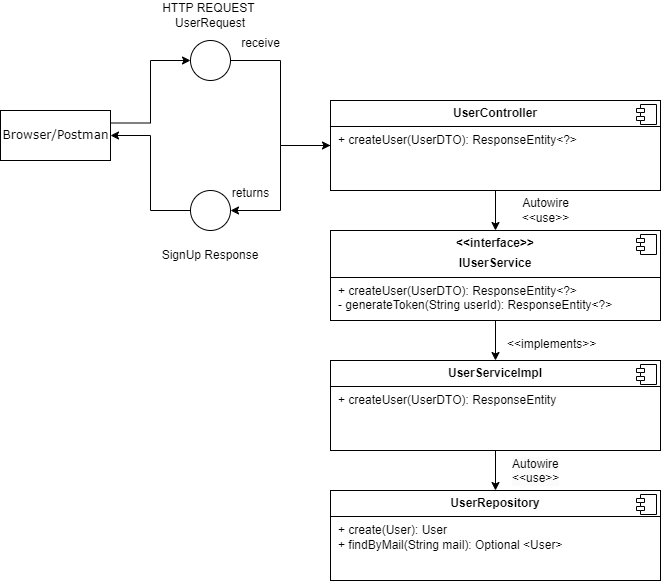 HTTP REQUEST
UserRequest
receive
Browser/Postman
returns
SignUp Response
UserController
+ createUser(UserDTO): ResponseEntity<?>
Autowire
<<use>>
<<interface>>
IUserService
+ createUser(UserDTO): ResponseEntity<?>
- generateToken(String userId): ResponseEntity<?>
<<implements>>
UserServiceImpl
+ createUser(UserDTO): ResponseEntity
Autowire
<<use>>
UserRepository
+ create(User): User
+ findByMail(String mail): Optional <User>